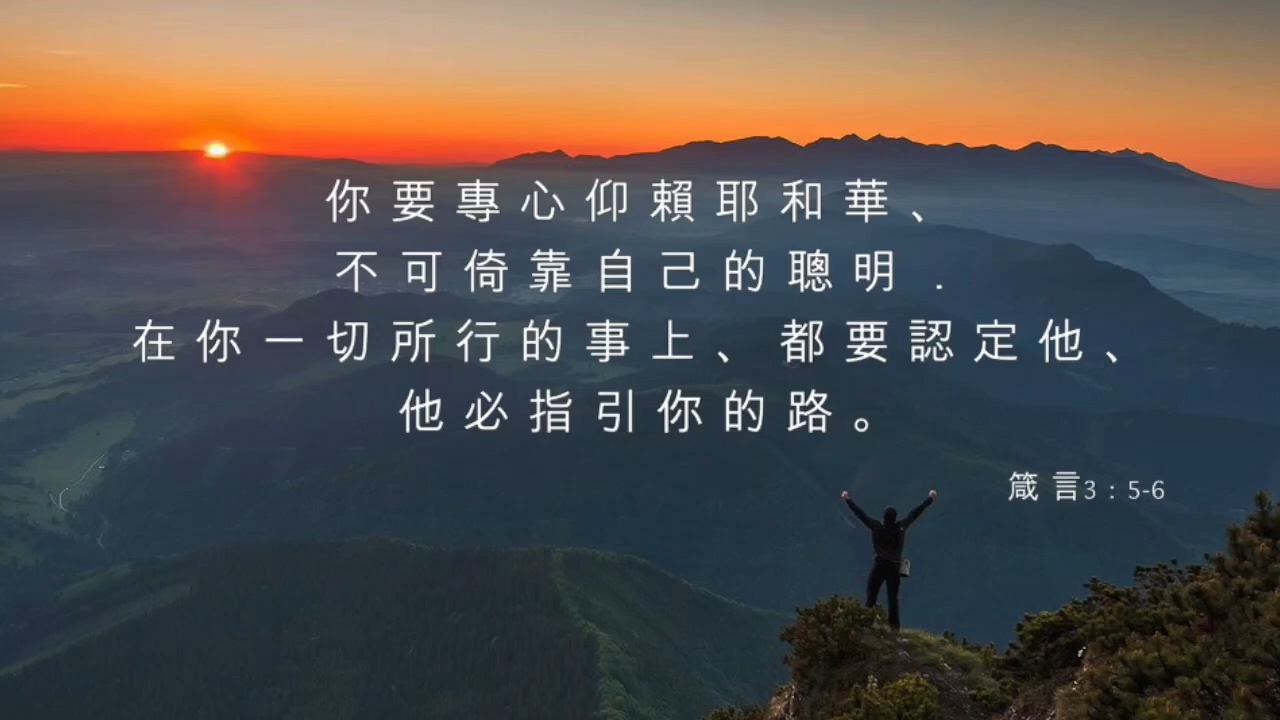 你要專心仰賴耶和華、
不可倚靠自己的聰明．
在你一切所行的事上、都要認定他、
他必指引你的路。
箴言3：5-6